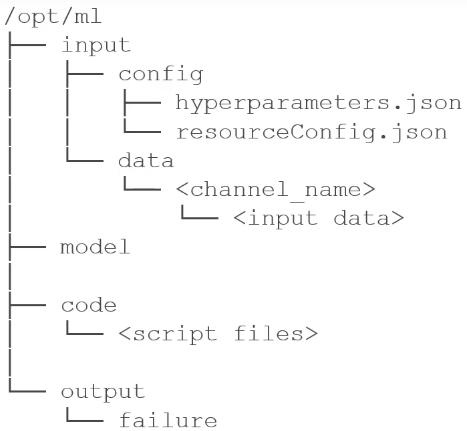 /opt/ml
├── input
│   ├── config
│   │   ├── hyperparameters.json
│   │   └── resourceConfig.json
│   └── data
│       └── <channel_name>
│           └── <input data>
├── model
│
├── code
│   └── <script files>
│
└── output
    └── failure